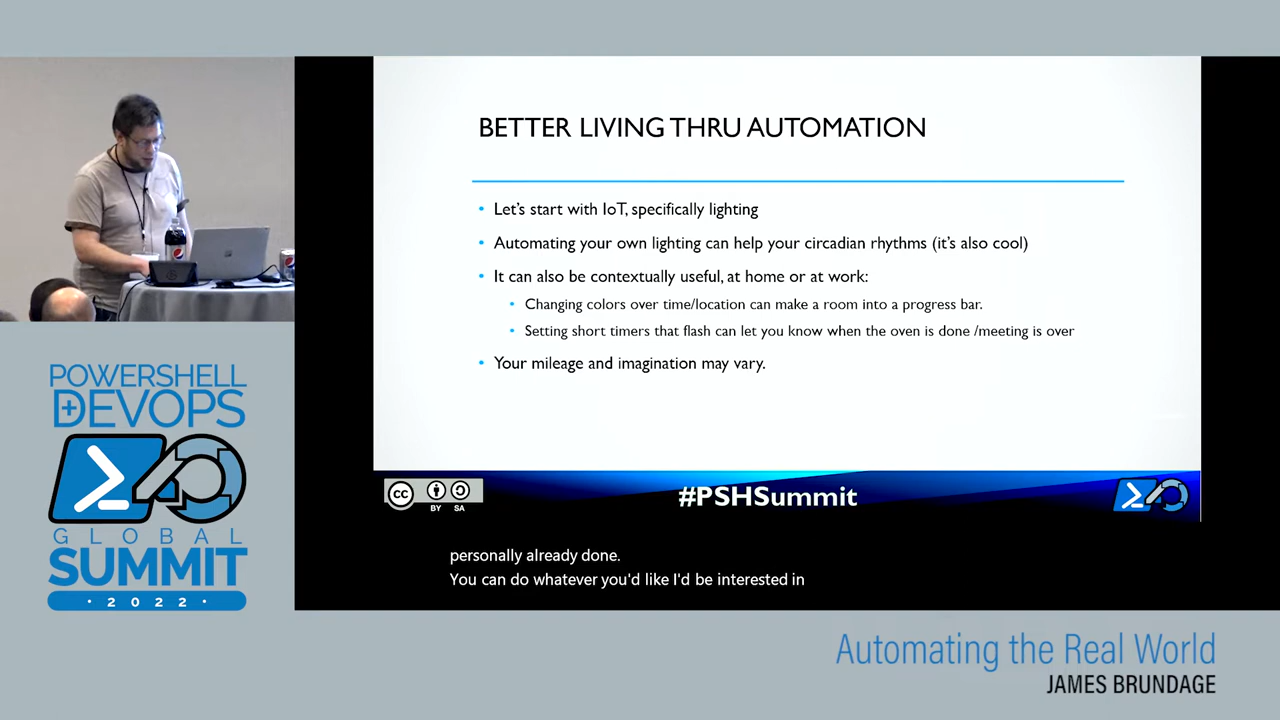 BETTER LIVING THRU AUTOMATION
• Let's start with IoT, specifically lighting
• Automating your own lighting can help your circadian rhythms (it's also cool)
• It can also be contextually useful, at home or at work:
• Changing colors over time/location can make a room into a progress bar.
• Setting short timers that flash can let you know when the oven is done /meeting is over
• Your mileage and imagination may vary.
cc
BY SA
#PSHSummit
personally already done.
You can do whatever you'd like I'd be interested in
POWERSHELL
DEVOPS
GLOBAL
SUMMIT
· 2022 ·
Automating the Real World
JAMES BRUNDAGE